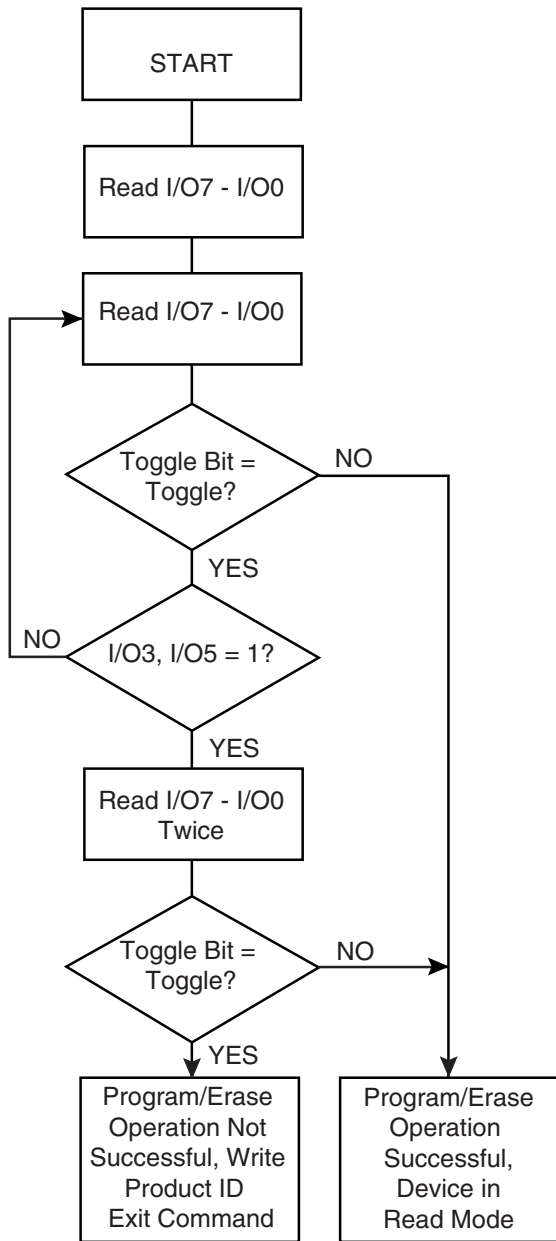 START
Read I/O7 - I/O0
Read I/O7 - I/O0
Toggle Bit =
Toggle?
NO
YES
NO
I/O3, I/O5 = 1?
YES
Read I/O7 - I/O0
Twice
Toggle Bit =
Toggle?
NO
YES
Program/Erase
Operation Not
Successful, Write
Product ID
Exit Command
Program/Erase
Operation
Successful,
Device in
Read Mode